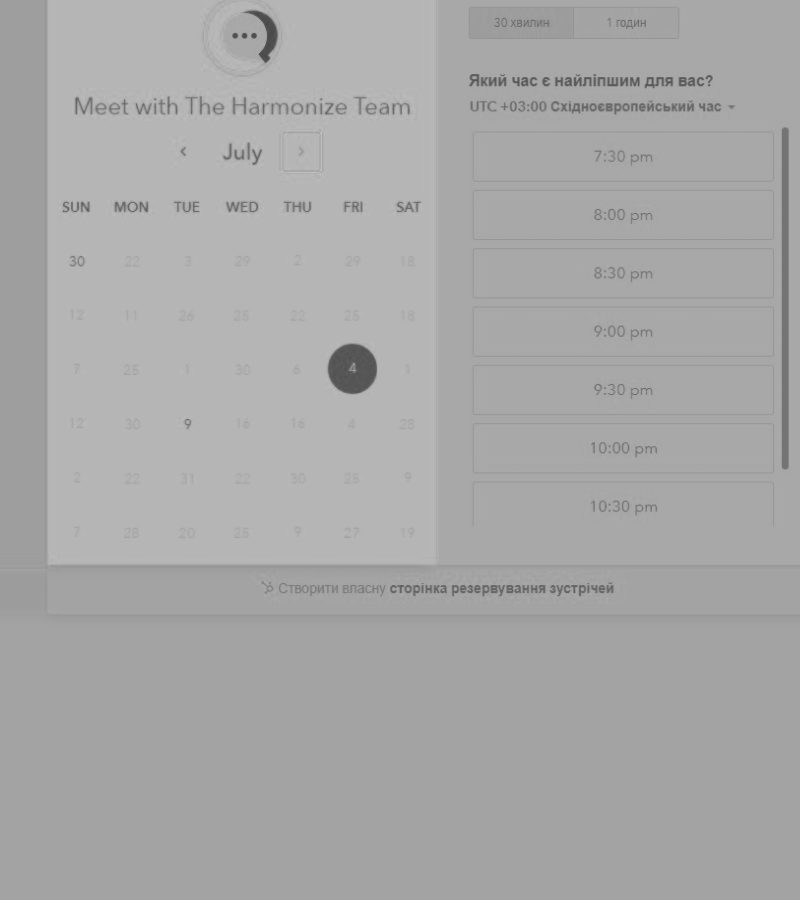 Meet with The Harmonize Team
July
SUN MON TUE WED THU FRI SAT
30 22 3 29 2 29 18
12 11 26 25 22 25 18
7 25 1 30 6 4 1
12 30 9 16 16 4 28
2 22 31 22 30 25 9
7 28 20 25 9 27 19
30 хвилин 1 годин
Який час є найліпшим для вас?
UTC +03:00 Східноєвропейський час
7:30 pm
8:00 pm
8:30 pm
9:00 pm
9:30 pm
10:00 pm
10:30 pm
Створити власну сторінка резервування зустрічей